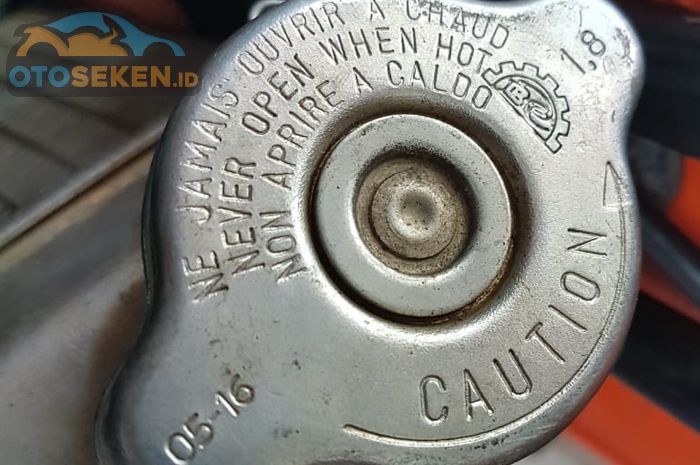 OTOSEKEN.ID
NE JAMAIS OUVRIR A CHAUD
NEVER OPEN WHEN HOT
NON APRIRE A CALDO
1,8
CAUTION
05-16